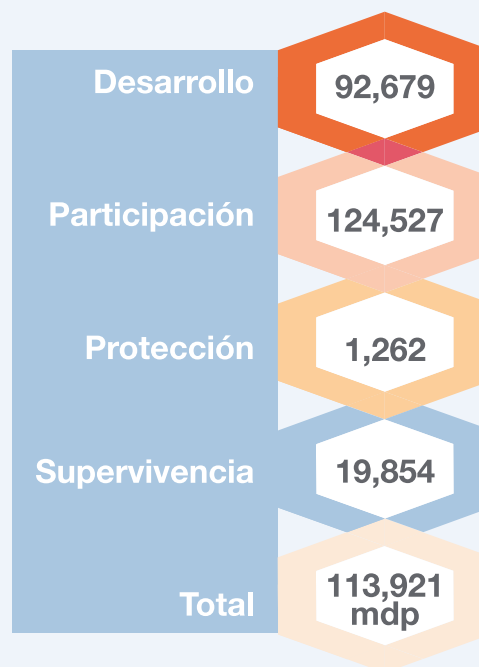 Desarrollo 92,679
Participación 124,527
Protección 1,262
Supervivencia 19,854
Total 113,921
mdp